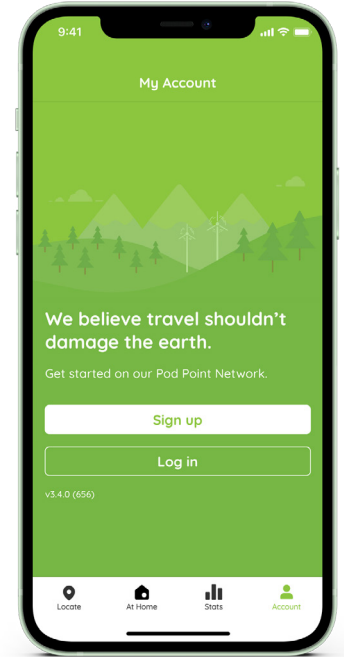 9:41
My Account
We believe travel shouldn't
damage the earth.
Get started on our Pod Point Network.
Sign up
Log in
v3.4.0 (656)
Locate At Home Stats Account